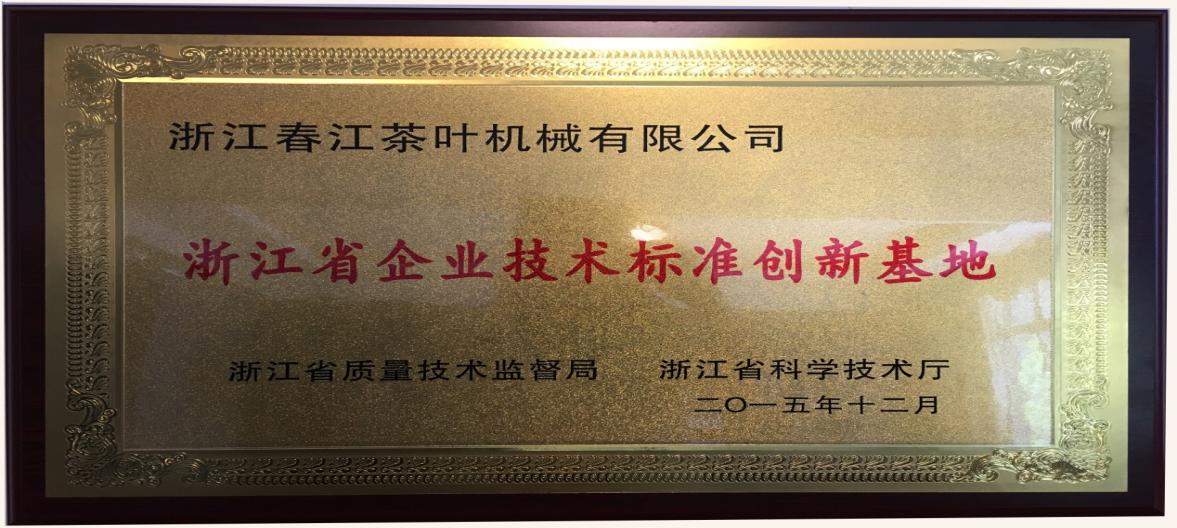 浙江春江茶叶机械有限公司
浙江省企业技术标准创新基地
浙江省质量技术监督局 浙江省科学技术厅
二〇一五年十二月